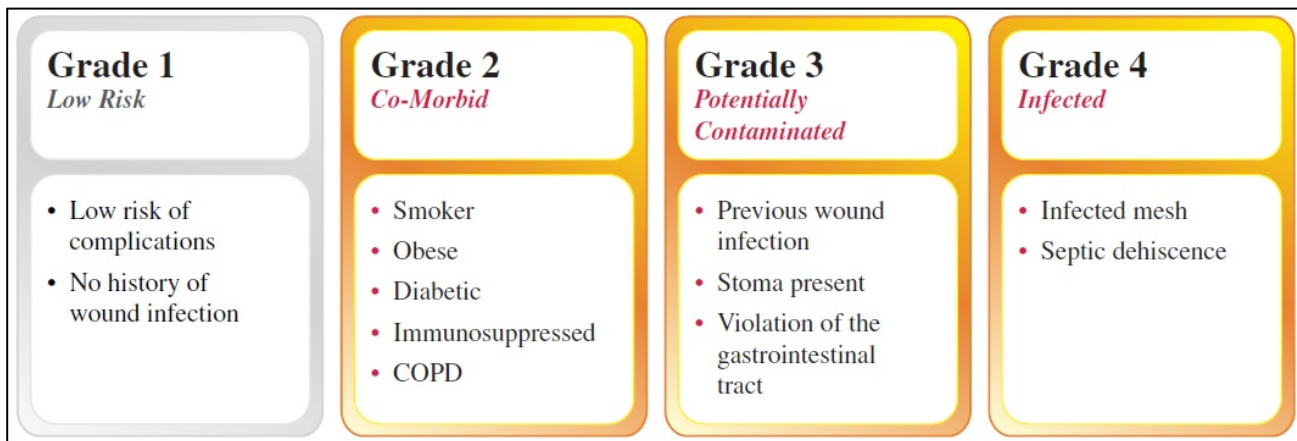 Grade 1
Low Risk
• Low risk of
complications
• No history of
wound infection
Grade 2
Co-Morbid
• Smoker
• Obese
• Diabetic
• Immunosuppressed
• COPD
Grade 3
Potentially
Contaminated
• Previous wound
infection
• Stoma present
• Violation of the
gastrointestinal
tract
Grade 4
Infected
• Infected mesh
• Septic dehiscence